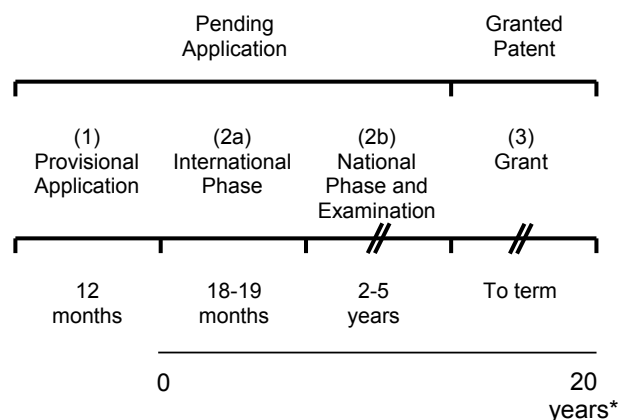 Pending
Application
Granted
Patent
(1)
Provisional
Application
(2a)
International
Phase
(2b)
National
Phase and
Examination
(3)
Grant
12
months
18-19
months
2-5
years
To term
0
20
years*